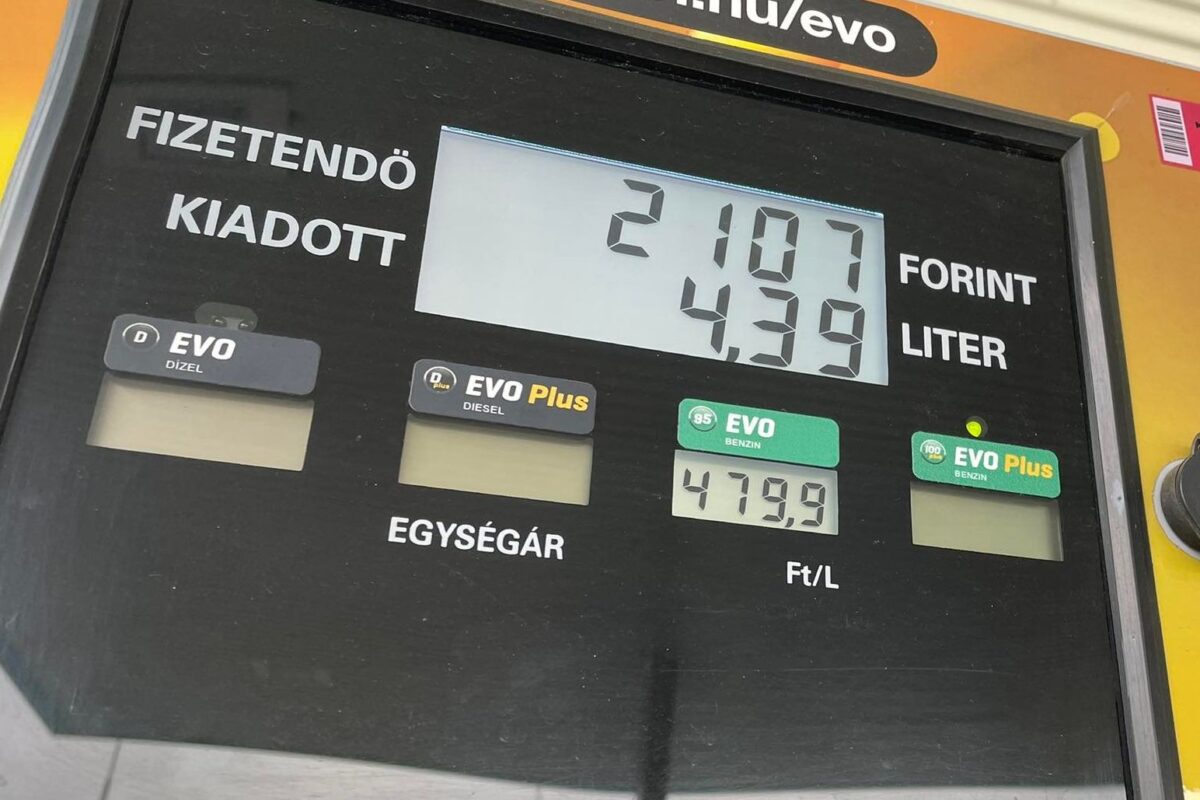 .hu/evo
FIZETENDÖ 2107 FORINT
KIADOTT 4,39 LITER
D EVO
DÍZEL
D plus EVO Plus
DIESEL
95 EVO
BENZIN
100 plus EVO Plus
BENZIN
479,9
EGYSÉGÁR
Ft/L